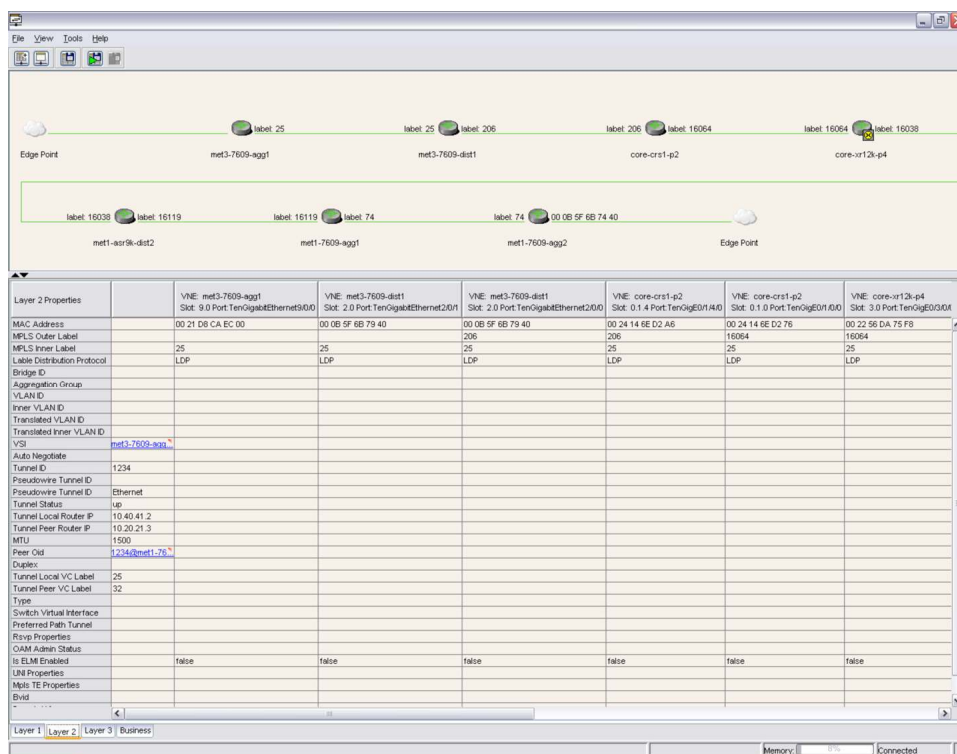 File View Tools Help
label: 25 label: 25 label: 206 label: 206 label: 16064 label: 16064 label: 16038
Edge Point met3-7609-agg1 met3-7609-dist1 core-crs1-p2 core-xr12k-p4
label: 16038 label: 16119 label: 16119 label: 74 label: 74 00 0B 5F 6B 74 40
met1-asr9k-dist2 met1-7609-agg1 met1-7609-agg2 Edge Point
Layer 2 Properties
VNE: met3-7609-agg1 VNE: met3-7609-dist1 VNE: met3-7609-dist1 VNE: core-crs1-p2 VNE: core-crs1-p2 VNE: core-xr12k-p4
Slot: 9.0 Port:TenGigabitEthernet9/0/0 Slot: 2.0 Port:TenGigabitEthernet2/0/1 Slot: 2.0 Port:TenGigabitEthernet2/0/0 Slot: 0.1.4 Port:TenGigE0/1/4/0 Slot: 0.1.0 Port:TenGigE0/1/0/0 Slot: 3.0 Port:TenGigE0/3/0/
MAC Address 00 21 D8 CA EC 00 00 0B 5F 6B 79 40 00 0B 5F 6B 79 40 00 24 14 6E D2 A6 00 24 14 6E D2 76 00 22 56 DA 75 F8
MPLS Outer Label 206 206 16064 16064
MPLS Inner Label 25 25 25 25 25 25
Lable Distribution Protocol LDP LDP LDP LDP LDP LDP
Bridge ID
Aggregation Group
VLAN ID
Inner VLAN ID
Translated VLAN ID
Translated Inner VLAN ID
VSI met3-7609-agg...
Auto Negotiate
Tunnel ID 1234
Pseudowire Tunnel ID
Pseudowire Tunnel ID Ethernet
Tunnel Status up
Tunnel Local Router IP 10.40.41.2
Tunnel Peer Router IP 10.20.21.3
MTU 1500
Peer Oid 1234@met1-76...
Duplex
Tunnel Local VC Label 25
Tunnel Peer VC Label 32
Type
Switch Virtual Interface
Preferred Path Tunnel
Rsvp Properties
OAM Admin Status
Is ELMI Enabled false false false false false false
UNI Properties
Mpls TE Properties
Bvid
Layer 1 Layer 2 Layer 3 Business
Memory: 0% Connected